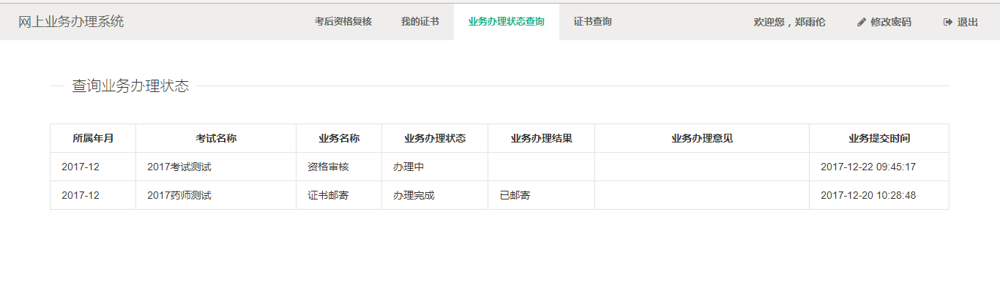 网上业务办理系统 考后资格复核 我的证书 业务办理状态查询 证书查询 欢迎您，郑雨伦 修改密码 退出
查询业务办理状态
所属年月 考试名称 业务名称 业务办理状态 业务办理结果 业务办理意见 业务提交时间
2017-12 2017考试测试 资格审核 办理中 2017-12-22 09:45:17
2017-12 2017药师测试 证书邮寄 办理完成 已邮寄 2017-12-20 10:28:48